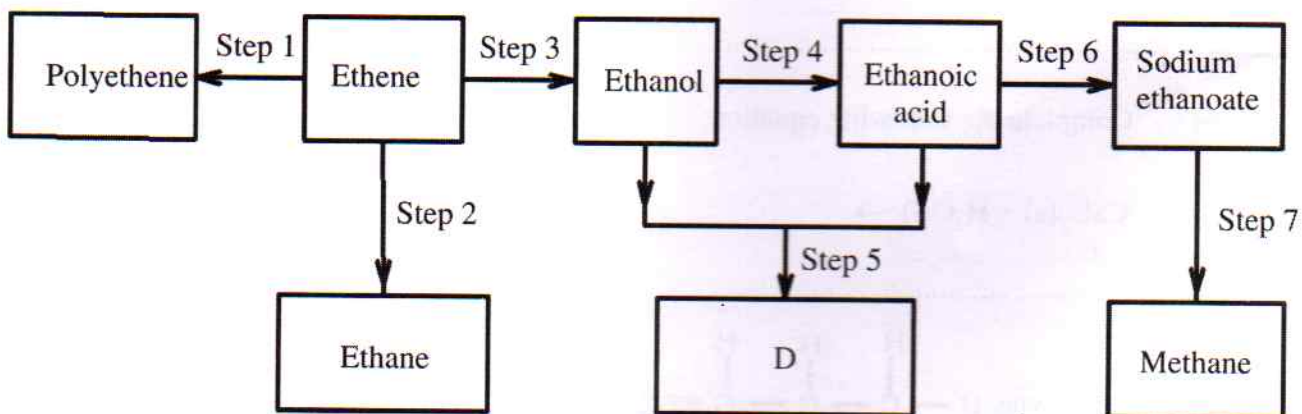 Polyethene
Step 1
Ethene
Step 3
Ethanol
Step 4
Ethanoic
acid
Step 6
Sodium
ethanoate
Step 2
Step 5
Step 7
Ethane
D
Methane